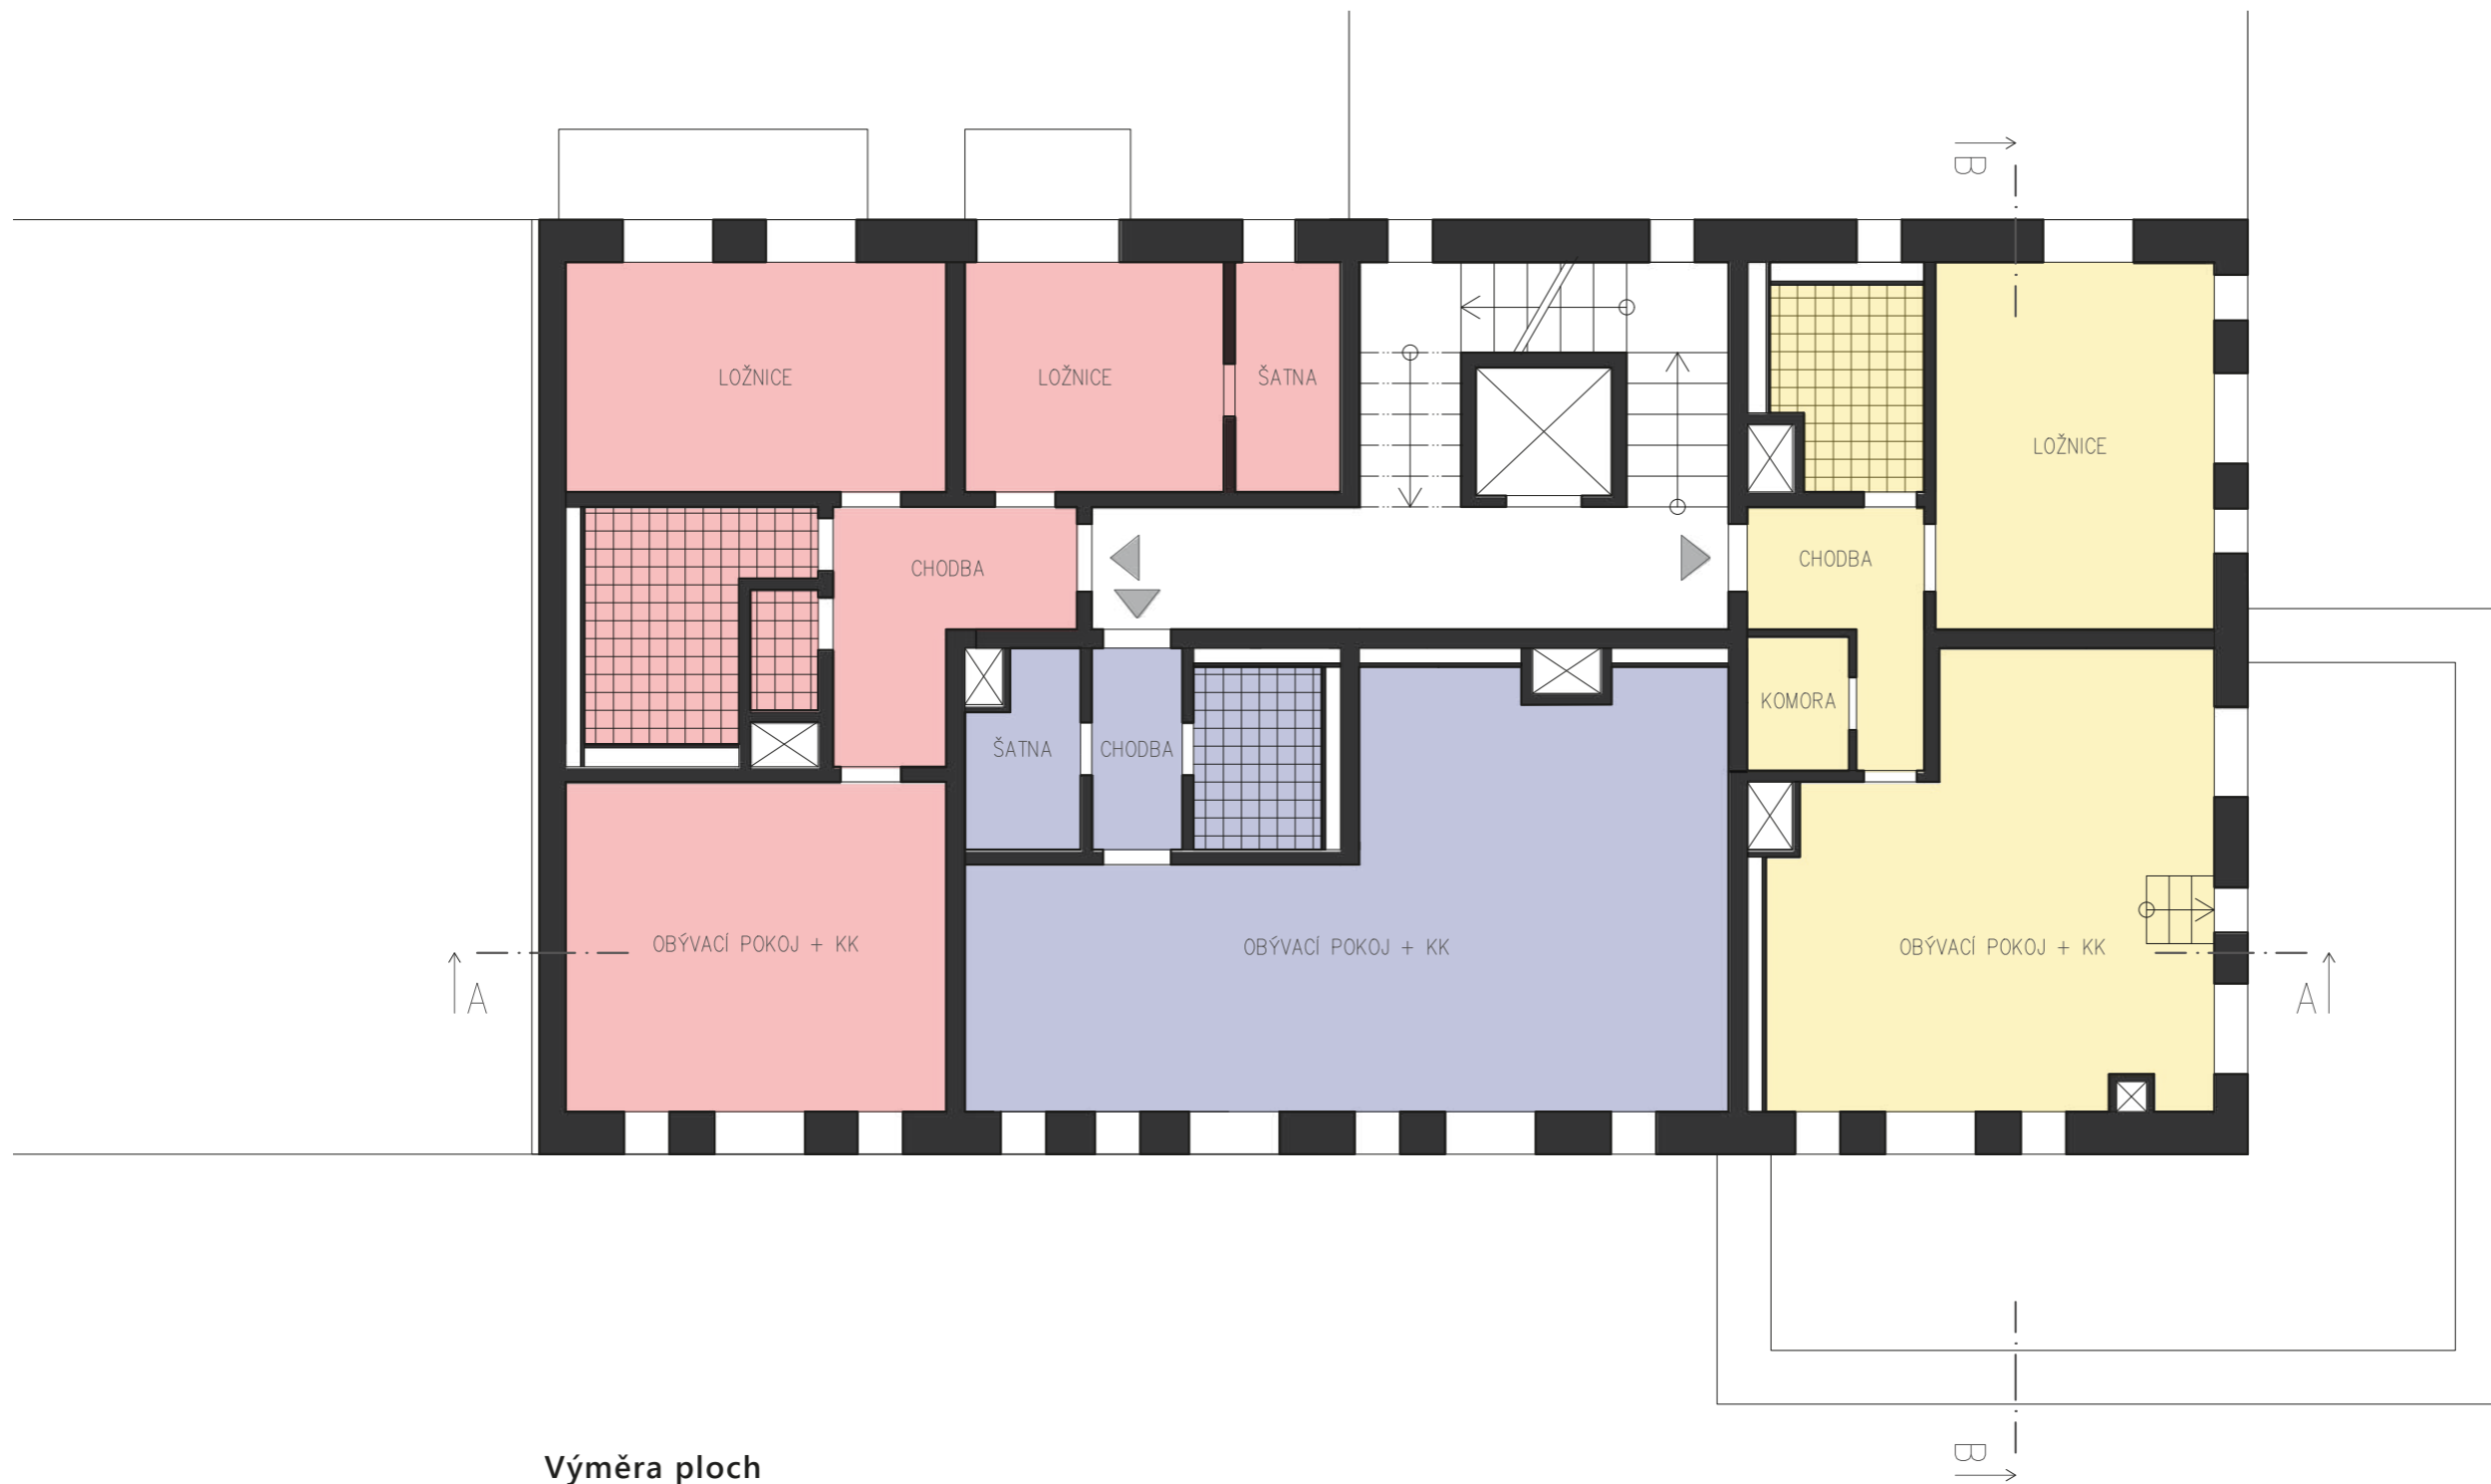 B
LOŽNICE
LOŽNICE
ŠATNA
LOŽNICE
CHODBA
CHODBA
KOMORA
ŠATNA
CHODBA
OBÝVACÍ POKOJ + KK
OBÝVACÍ POKOJ + KK
OBÝVACÍ POKOJ + KK
A
A
B
Výměra ploch